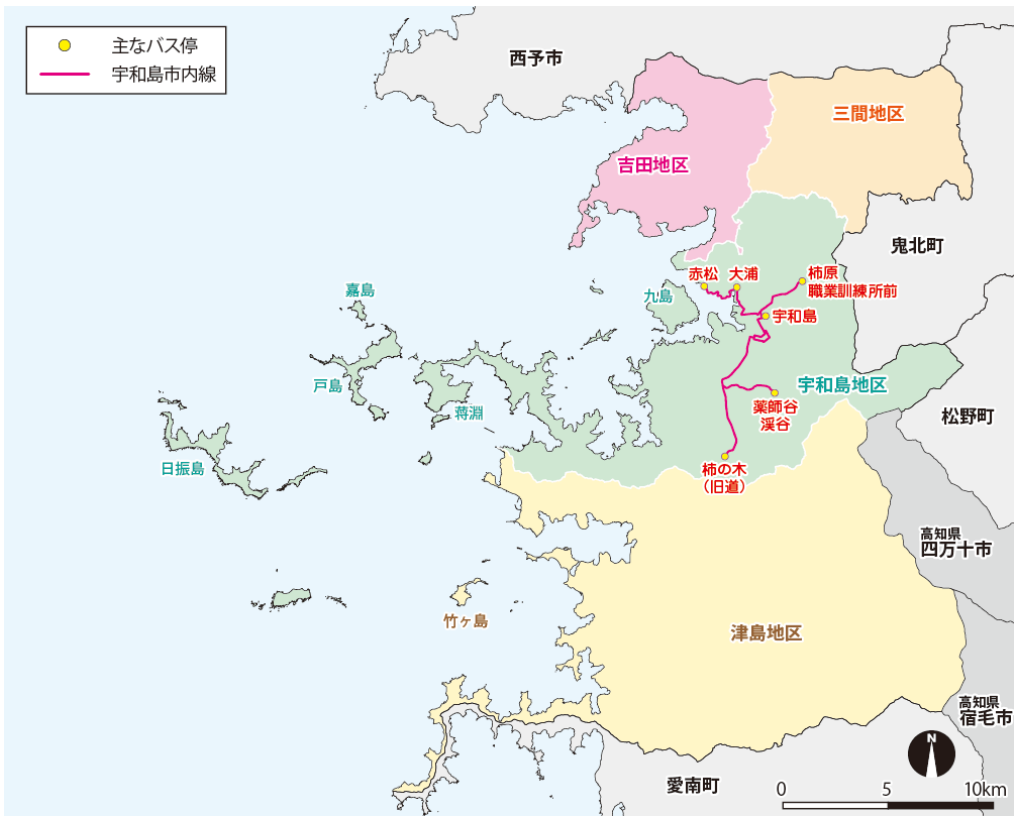 主なバス停
宇和島市内線
西予市
三間地区
吉田地区
鬼北町
赤松
大浦
柿原
職業訓練所前
嘉島
九島
宇和島
戸島
蒋淵
宇和島地区
薬師谷
渓谷
松野町
日振島
柿の木
（旧道）
高知県
四万十市
竹ヶ島
津島地区
高知県
宿毛市
愛南町
N
0 5 10km